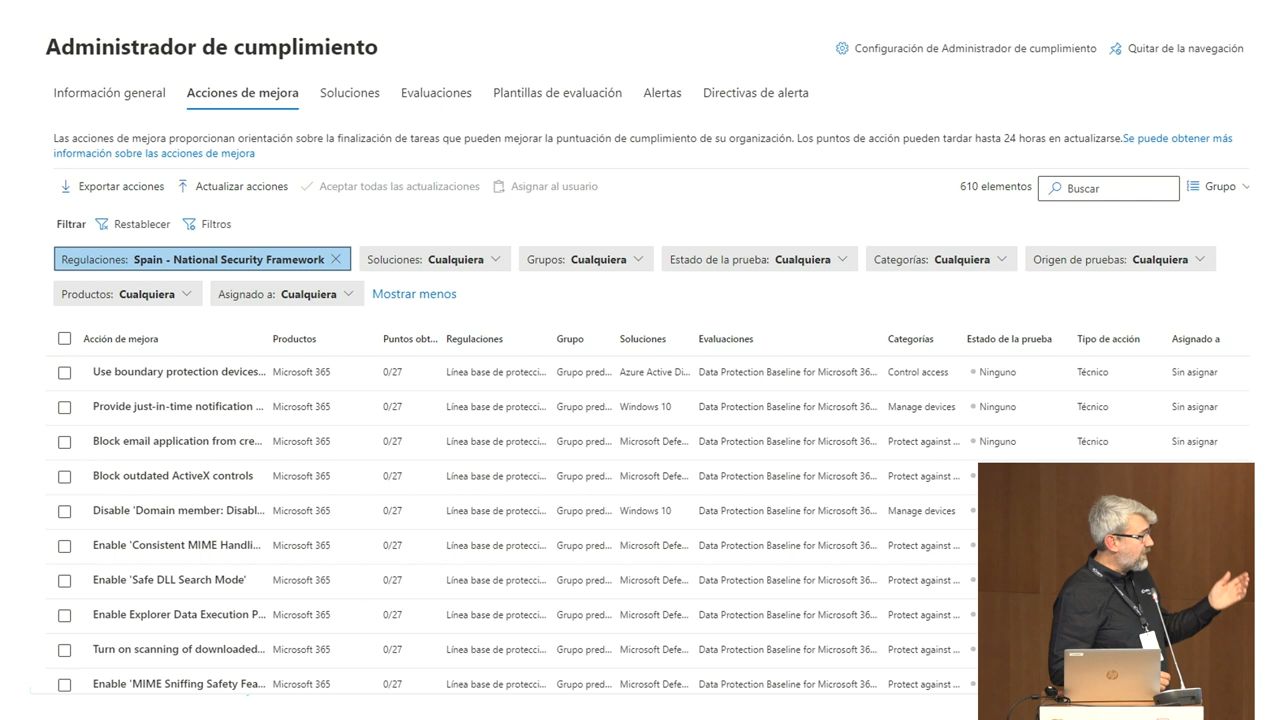 Administrador de cumplimiento
Configuración de Administrador de cumplimiento Quitar de la navegación
Información general Acciones de mejora Soluciones Evaluaciones Plantillas de evaluación Alertas Directivas de alerta
Las acciones de mejora proporcionan orientación sobre la finalización de tareas que pueden mejorar la puntuación de cumplimiento de su organización. Los puntos de acción pueden tardar hasta 24 horas en actualizarse.Se puede obtener más
información sobre las acciones de mejora
Exportar acciones Actualizar acciones Aceptar todas las actualizaciones Asignar al usuario 610 elementos Buscar Grupo
Filtrar Restablecer Filtros
Regulaciones: Spain - National Security Framework Soluciones: Cualquiera Grupos: Cualquiera Estado de la prueba: Cualquiera Categorías: Cualquiera Origen de pruebas: Cualquiera
Productos: Cualquiera Asignado a: Cualquiera Mostrar menos
Acción de mejora Productos Puntos obt... Regulaciones Grupo Soluciones Evaluaciones Categorías Estado de la prueba Tipo de acción Asignado a
Use boundary protection devices... Microsoft 365 0/27 Línea base de protecci... Grupo pred... Azure Active Di... Data Protection Baseline for Microsoft 36... Control access Ninguno Técnico Sin asignar
Provide just-in-time notification ... Microsoft 365 0/27 Línea base de protecci... Grupo pred... Windows 10 Data Protection Baseline for Microsoft 36... Manage devices Ninguno Técnico Sin asignar
Block email application from cre... Microsoft 365 0/27 Línea base de protecci... Grupo pred... Microsoft Defe... Data Protection Baseline for Microsoft 36... Protect against ... Ninguno Técnico Sin asignar
Block outdated ActiveX controls Microsoft 365 0/27 Línea base de protecci... Grupo pred... Microsoft Defe... Data Protection Baseline for Microsoft 36... Protect against ...
Disable 'Domain member: Disabl... Microsoft 365 0/27 Línea base de protecci... Grupo pred... Windows 10 Data Protection Baseline for Microsoft 36... Manage devices
Enable 'Consistent MIME Handli... Microsoft 365 0/27 Línea base de protecci... Grupo pred... Microsoft Defe... Data Protection Baseline for Microsoft 36... Protect against ...
Enable 'Safe DLL Search Mode' Microsoft 365 0/27 Línea base de protecci... Grupo pred... Microsoft Defe... Data Protection Baseline for Microsoft 36... Protect against ...
Enable Explorer Data Execution P... Microsoft 365 0/27 Línea base de protecci... Grupo pred... Microsoft Defe... Data Protection Baseline for Microsoft 36... Protect against ...
Turn on scanning of downloaded... Microsoft 365 0/27 Línea base de protecci... Grupo pred... Microsoft Defe... Data Protection Baseline for Microsoft 36... Protect against ...
Enable 'MIME Sniffing Safety Fea... Microsoft 365 0/27 Línea base de protecci... Grupo pred... Microsoft Defe... Data Protection Baseline for Microsoft 36... Protect against ...
hp